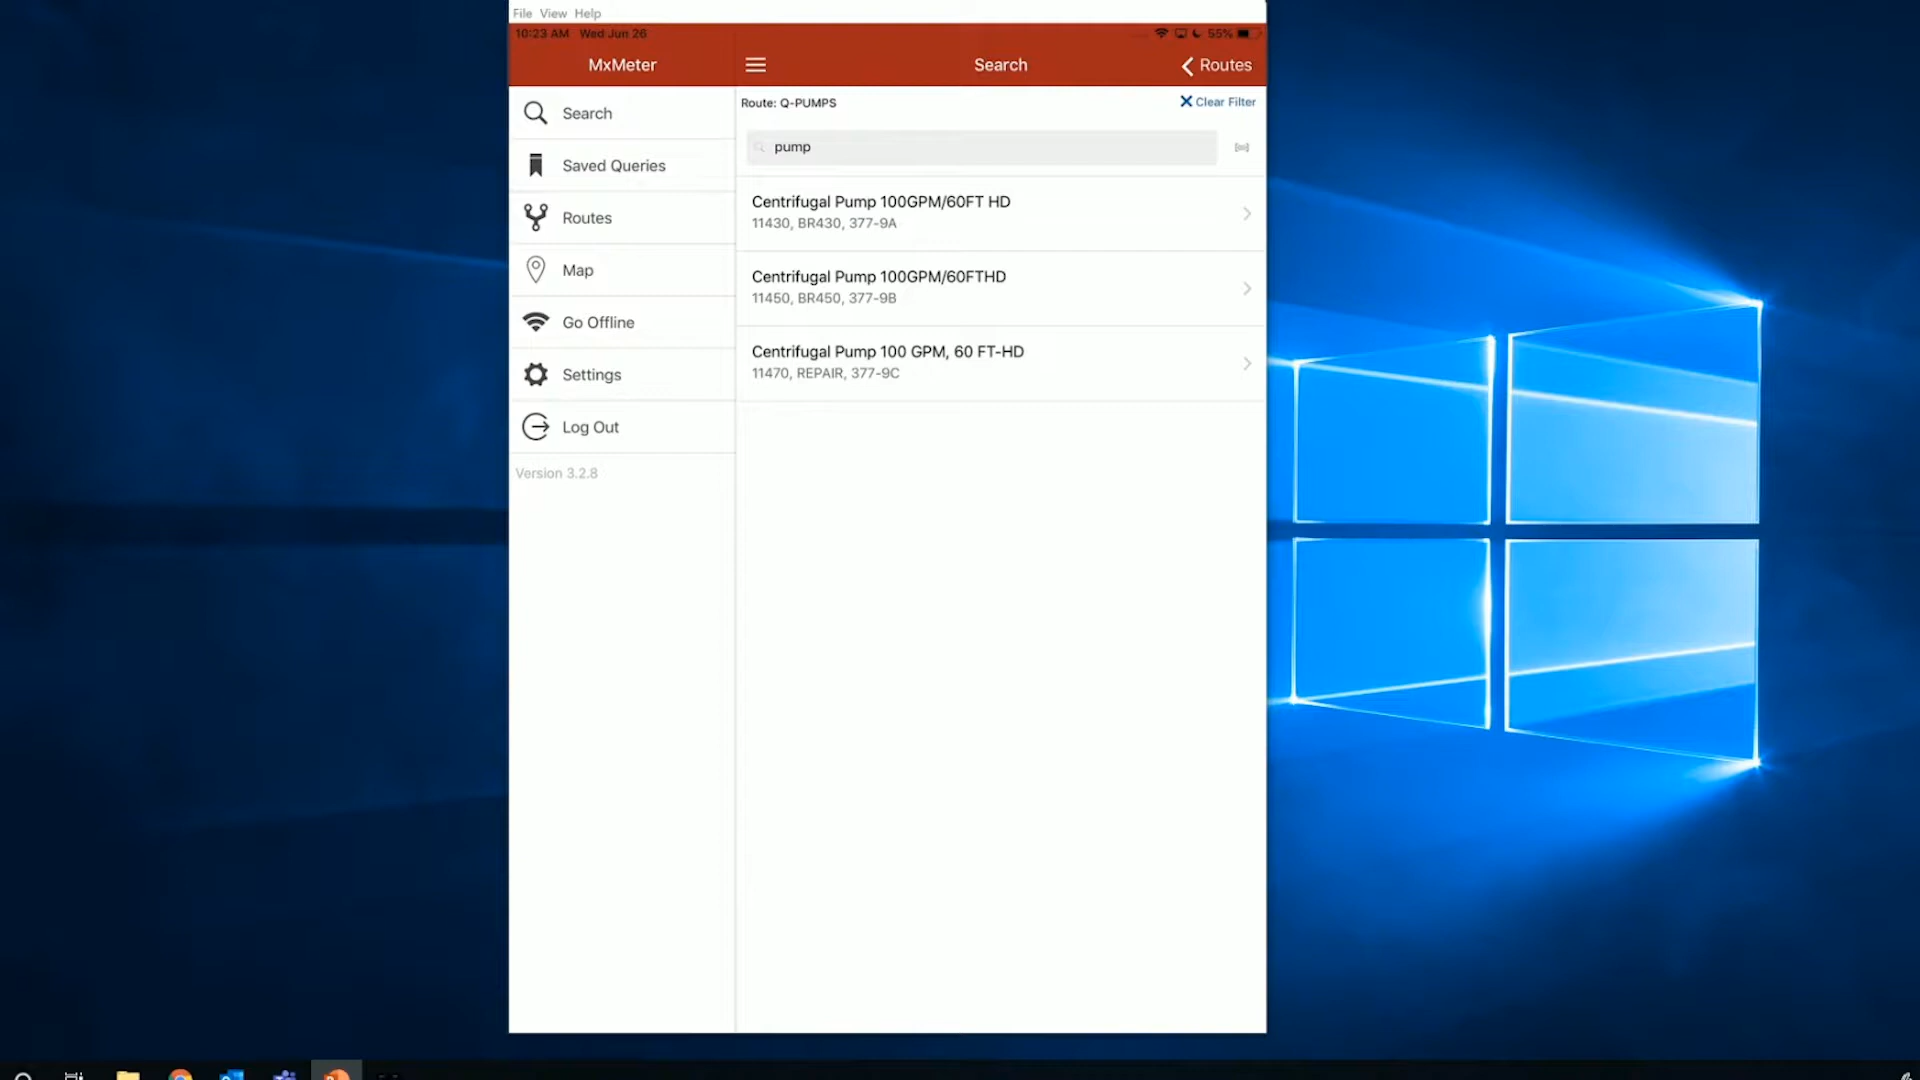 File View Help
10:23 AM Wed Jun 26
55%
MxMeter
Search
Routes
Search
Saved Queries
Routes
Map
Go Offline
Settings
Log Out
Version 3.2.8
Route: Q-PUMPS
Clear Filter
pump
Centrifugal Pump 100GPM/60FT HD
11430, BR430, 377-9A
Centrifugal Pump 100GPM/60FTHD
11450, BR450, 377-9B
Centrifugal Pump 100 GPM, 60 FT-HD
11470, REPAIR, 377-9C